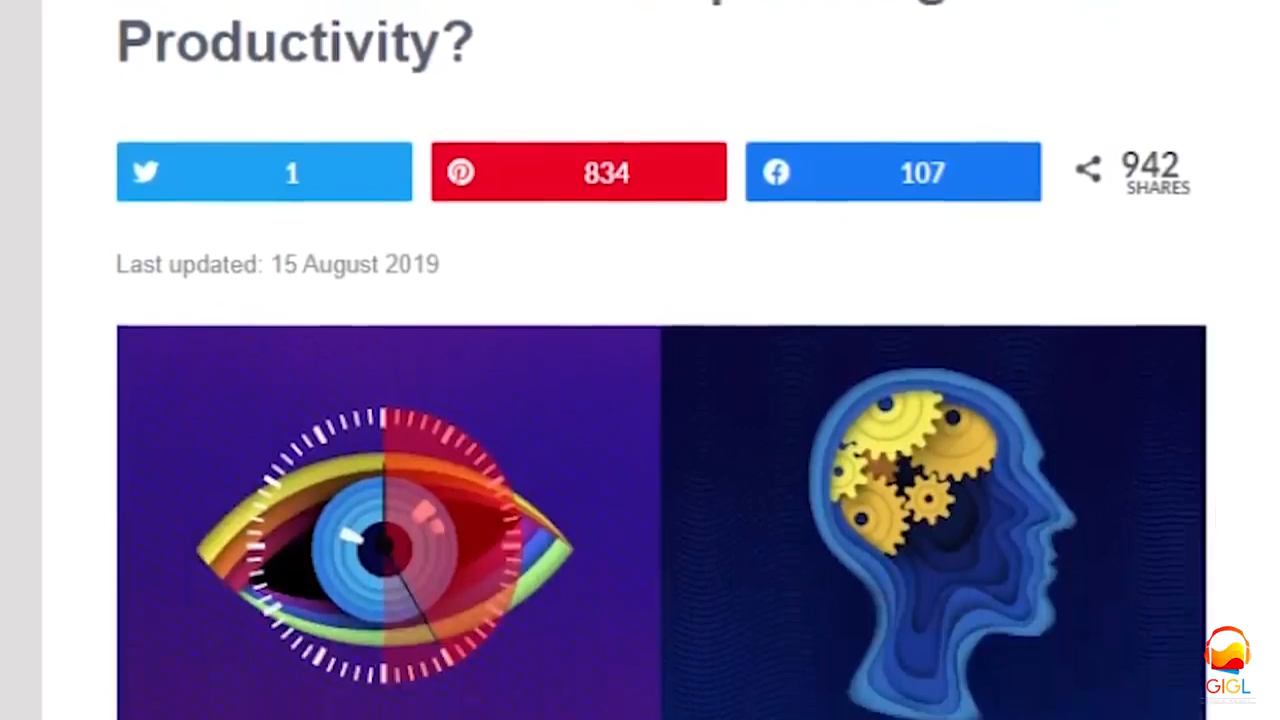 Productivity?
1
834
107
942
SHARES
Last updated: 15 August 2019
GIGL